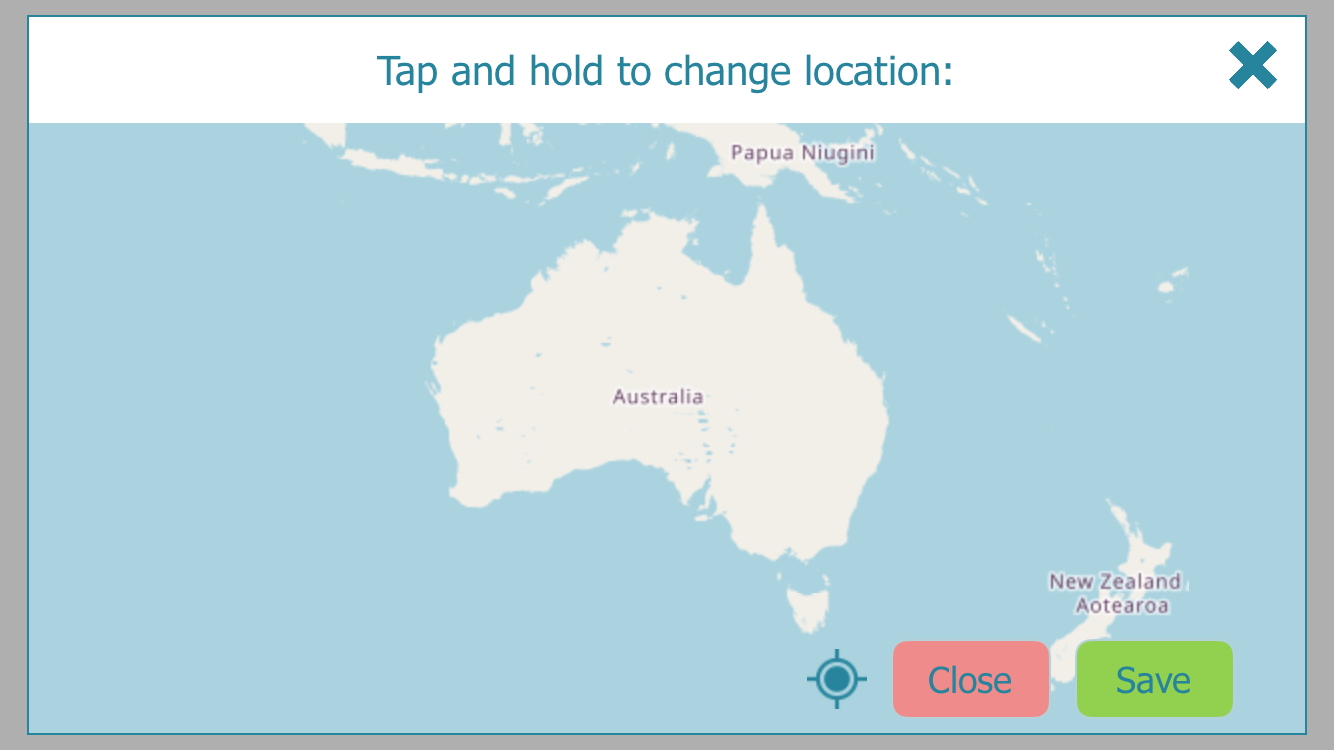 Tap and hold to change location:
Papua Niugini
Australia
New Zealand
Aotearoa
Close
Save